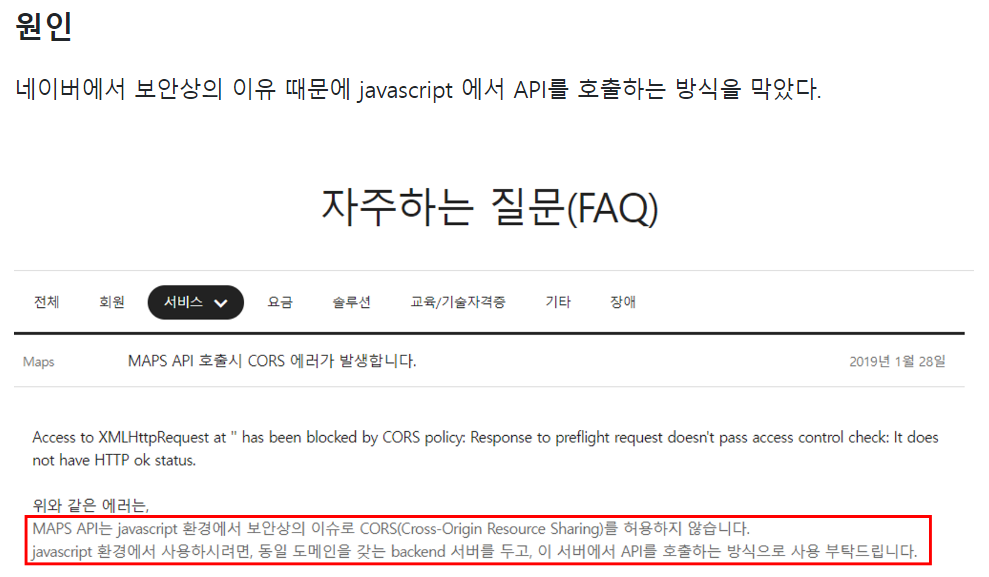 원인
네이버에서 보안상의 이유 때문에 javascript 에서 API를 호출하는 방식을 막았다.
자주하는 질문(FAQ)
전체 회원 서비스 요금 솔루션 교육/기술자격증 기타 장애
Maps MAPS API 호출시 CORS 에러가 발생합니다. 2019년 1월 28일
Access to XMLHttpRequest at '' has been blocked by CORS policy: Response to preflight request doesn't pass access control check: It does
not have HTTP ok status.
위와 같은 에러는,
MAPS API는 javascript 환경에서 보안상의 이슈로 CORS(Cross-Origin Resource Sharing)를 허용하지 않습니다.
javascript 환경에서 사용하시려면, 동일 도메인을 갖는 backend 서버를 두고, 이 서버에서 API를 호출하는 방식으로 사용 부탁드립니다.